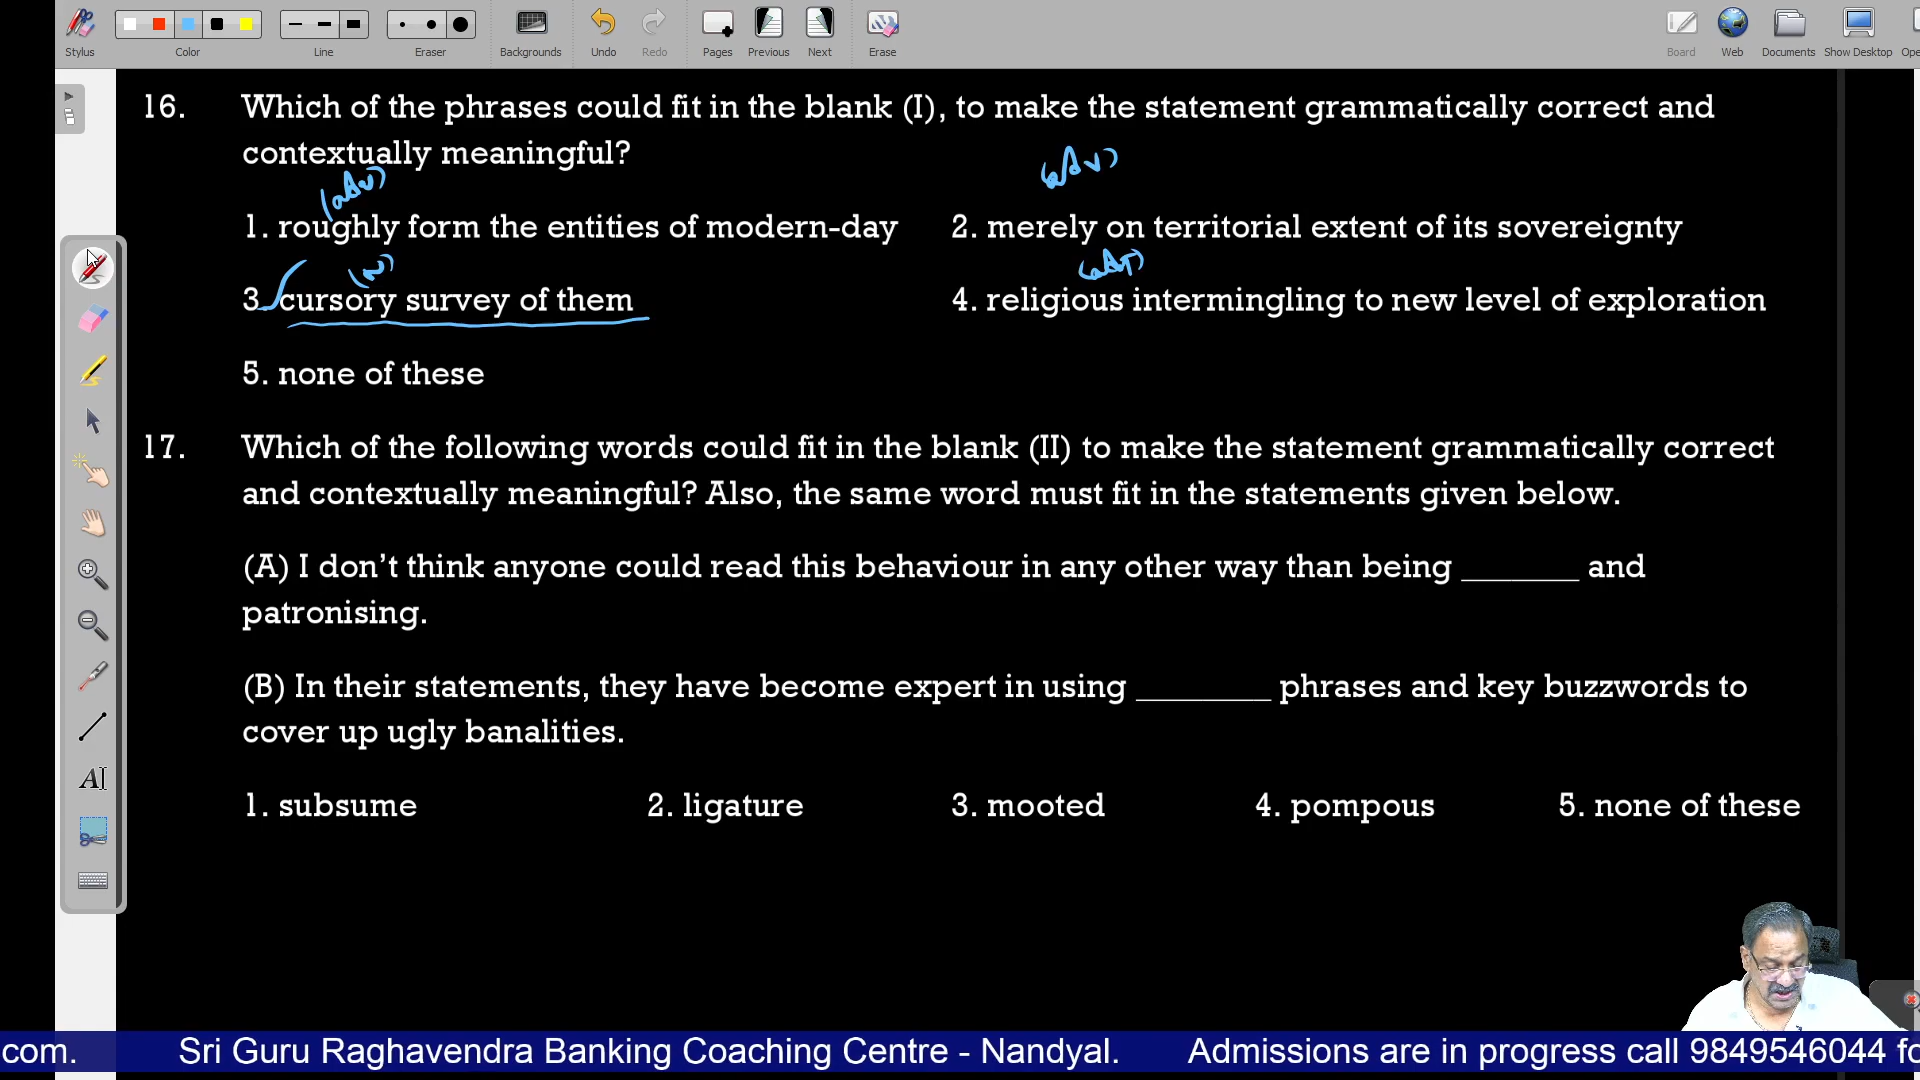 Stylus Color Line Eraser Backgrounds Undo Redo Pages Previous Next Erase Board Web Documents Show Desktop Ope
16. Which of the phrases could fit in the blank (I), to make the statement grammatically correct and
contextually meaningful?
(adv) (adv)
1. roughly form the entities of modern-day 2. merely on territorial extent of its sovereignty
(N)
3. cursory survey of them 4. religious intermingling to new level of exploration
5. none of these
17. Which of the following words could fit in the blank (II) to make the statement grammatically correct
and contextually meaningful? Also, the same word must fit in the statements given below.
(A) I don’t think anyone could read this behaviour in any other way than being _______ and
patronising.
(B) In their statements, they have become expert in using ________ phrases and key buzzwords to
cover up ugly banalities.
1. subsume 2. ligature 3. mooted 4. pompous 5. none of these
com. Sri Guru Raghavendra Banking Coaching Centre - Nandyal. Admissions are in progress call 9849546044 fo